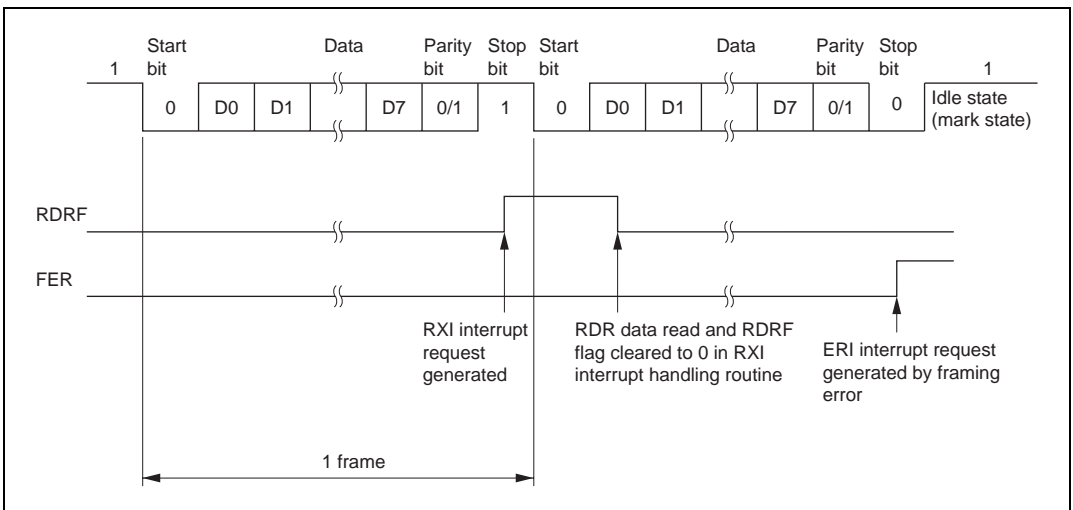 Start Data Parity Stop Start Data Parity Stop
1 bit bit bit bit bit bit 1
0 D0 D1 D7 0/1 1 0 D0 D1 D7 0/1 0 Idle state
(mark state)
RDRF
FER
RXI interrupt
request
generated
RDR data read and RDRF
flag cleared to 0 in RXI
interrupt handling routine
ERI interrupt request
generated by framing
error
1 frame